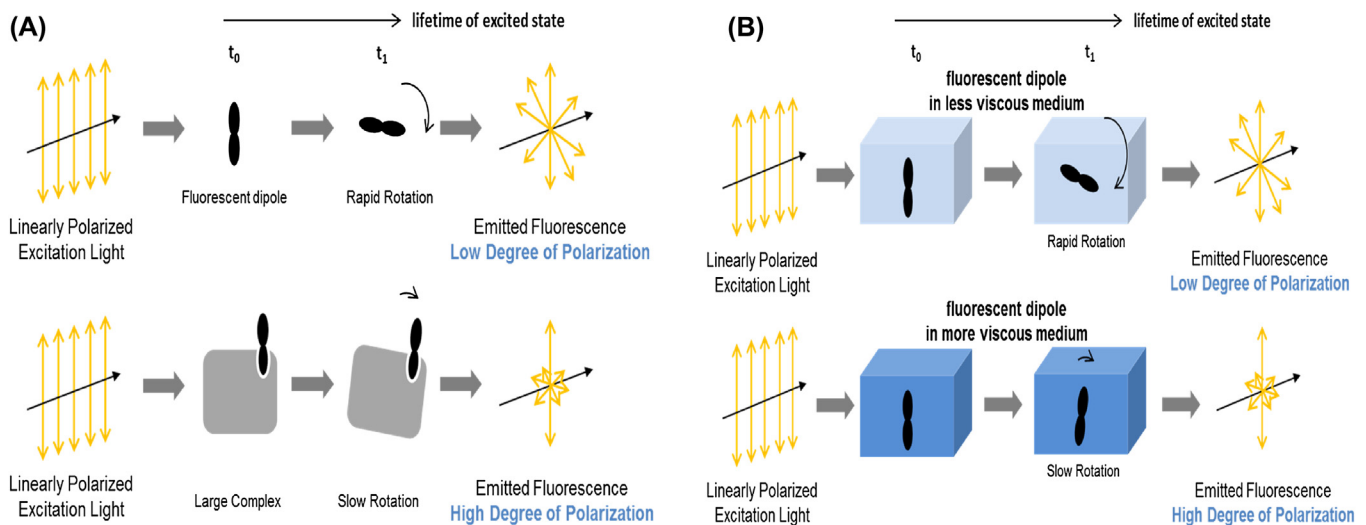 (A)
lifetime of excited state
t0
t1
Fluorescent dipole
Rapid Rotation
Linearly Polarized
Excitation Light
Emitted Fluorescence
Low Degree of Polarization
Linearly Polarized
Excitation Light
Large Complex
Slow Rotation
Emitted Fluorescence
High Degree of Polarization
(B)
lifetime of excited state
t0
t1
fluorescent dipole
in less viscous medium
Rapid Rotation
Linearly Polarized
Excitation Light
Emitted Fluorescence
Low Degree of Polarization
fluorescent dipole
in more viscous medium
Slow Rotation
Linearly Polarized
Excitation Light
Emitted Fluorescence
High Degree of Polarization